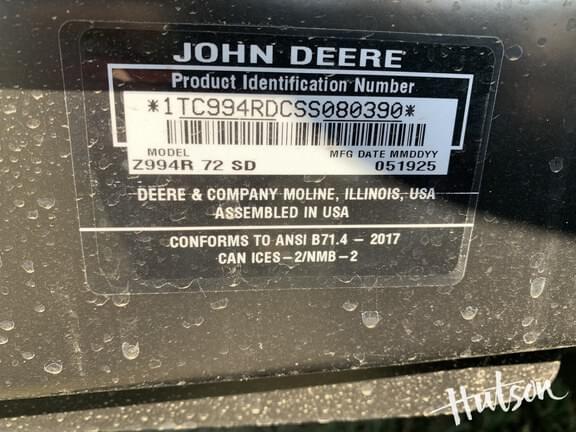 JOHN DEERE
Product Identification Number
*1TC994RDCSS080390*
MODEL MFG DATE MMDDYY
Z994R 72 SD 051925
DEERE & COMPANY MOLINE, ILLINOIS, USA
ASSEMBLED IN USA
CONFORMS TO ANSI B71.4 – 2017
CAN ICES–2/NMB–2
Hutson